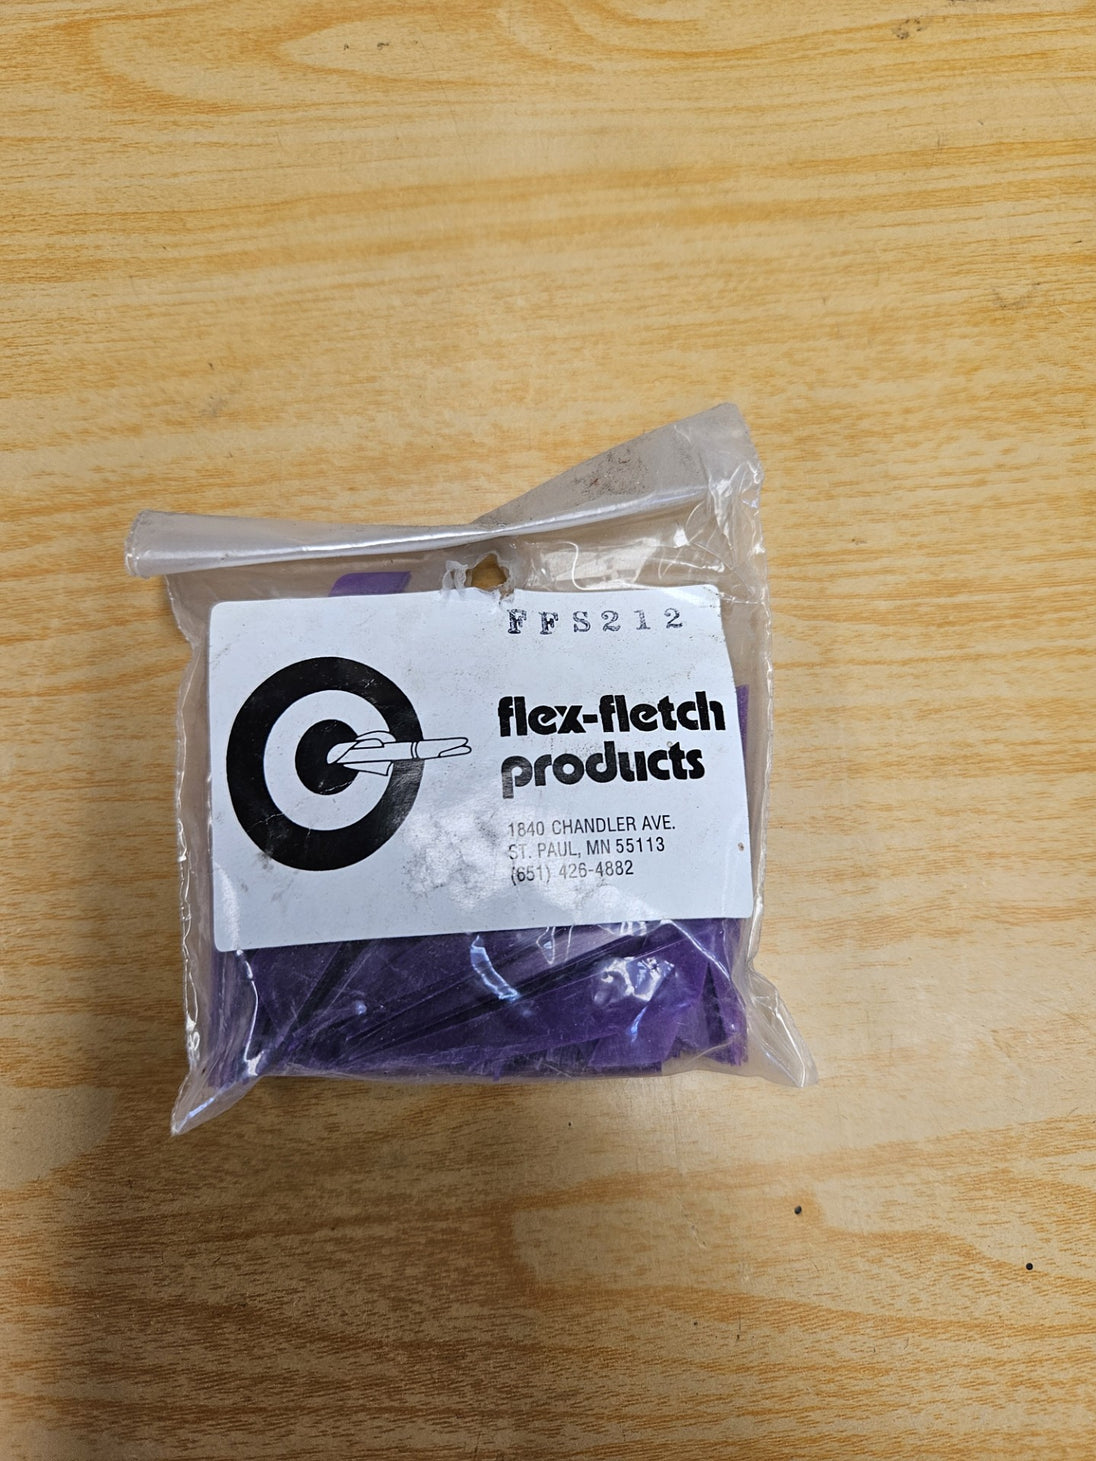 FFS212
flex-fletch
products
1840 CHANDLER AVE.
ST. PAUL, MN 55113
(651) 426-4882